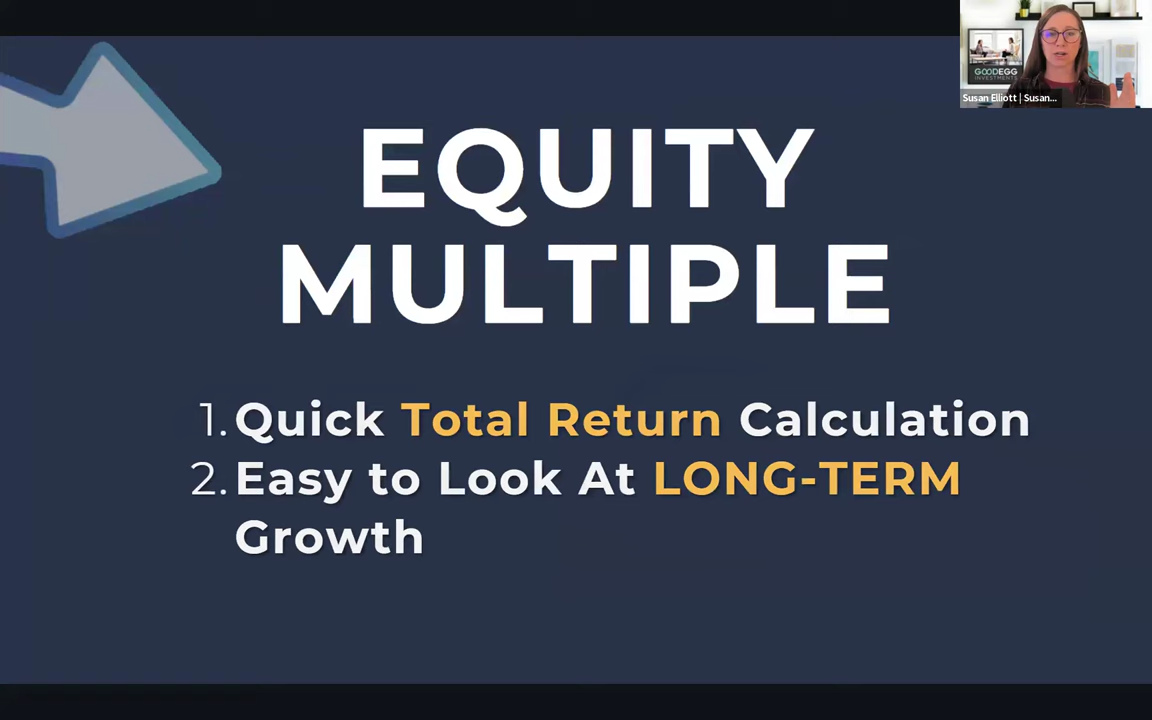 GOODEGG
INVESTMENTS
Susan Elliott | Susan...
EQUITY
MULTIPLE
1. Quick Total Return Calculation
2. Easy to Look At LONG-TERM
Growth